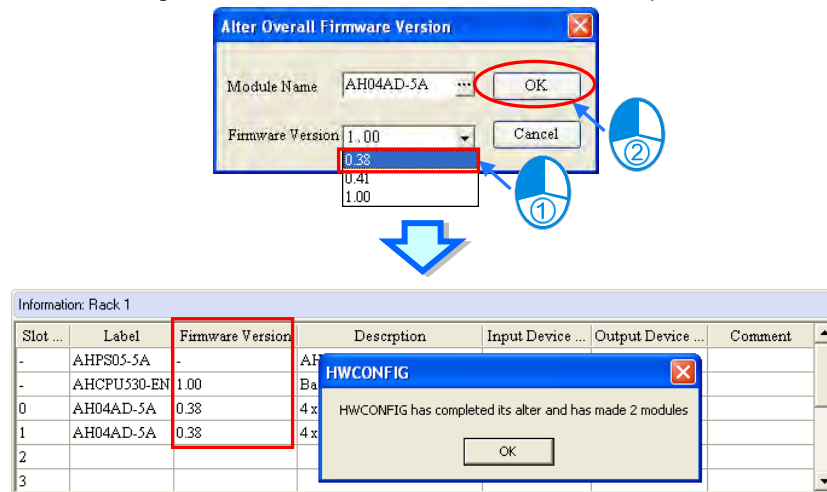 Alter Overall Firmware Version
Module Name AH04AD-5A ... OK
Firmware Version 1.00 Cancel
0.38
0.41
1.00
②
①
Information: Rack 1
Slot ... Label Firmware Version Descrption Input Device ... Output Device ... Comment
- AHPS05-5A - AH
- AHCPU530-EN 1.00 Ba
0 AH04AD-5A 0.38 4 x
1 AH04AD-5A 0.38 4 x
2
3
HWCONFIG
HWCONFIG has completed its alter and has made 2 modules
OK